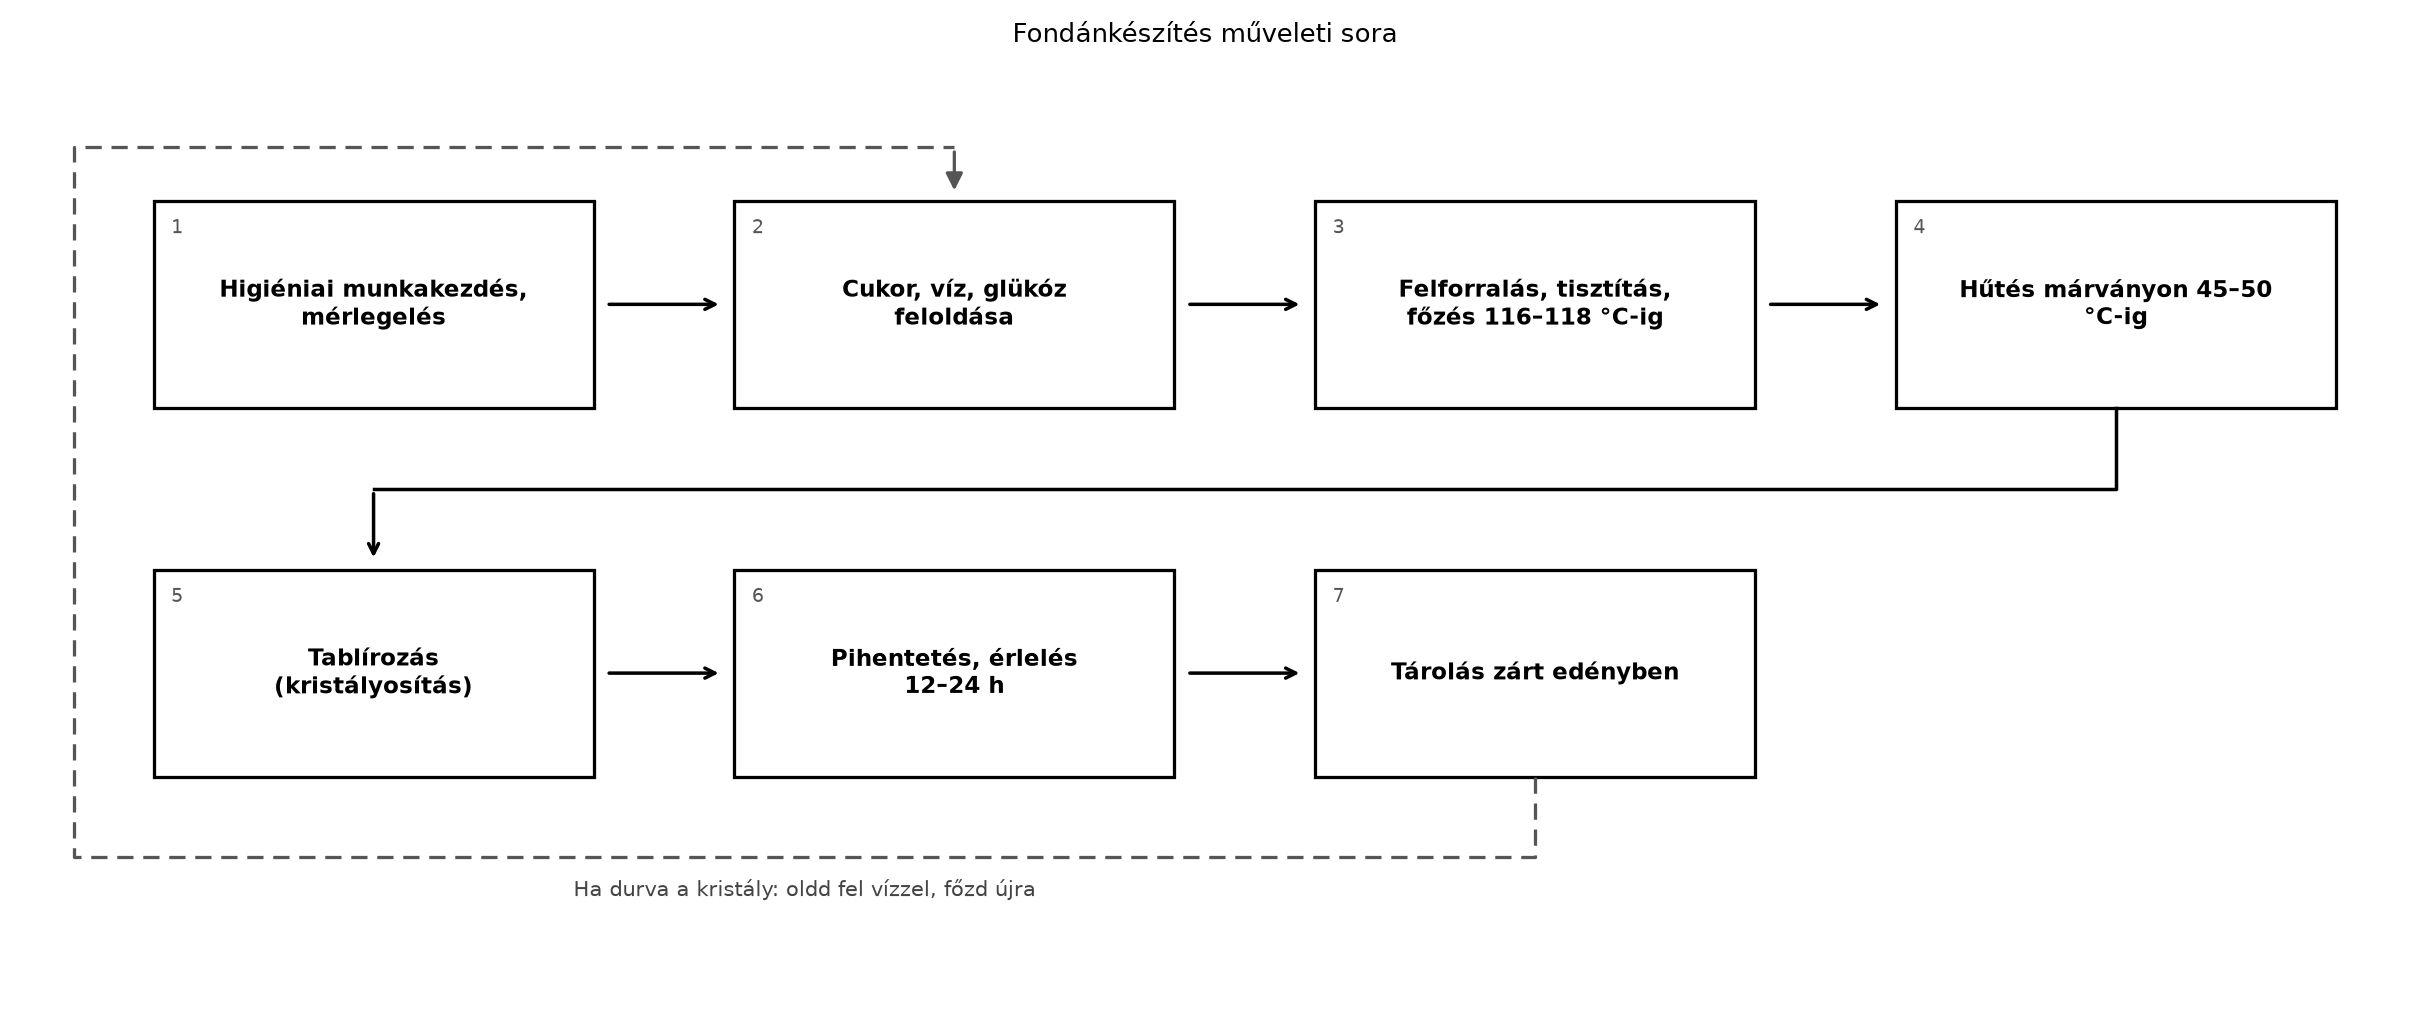 Fondánkészítés műveleti sora
1
Higiéniai munkakezdés,
mérlegelés
2
Cukor, víz, glükóz
feloldása
3
Felforralás, tisztítás,
főzés 116–118 °C-ig
4
Hűtés márványon 45–50
°C-ig
5
Tablírozás
(kristályosítás)
6
Pihentetés, érlelés
12–24 h
7
Tárolás zárt edényben
Ha durva a kristály: oldd fel vízzel, főzd újra